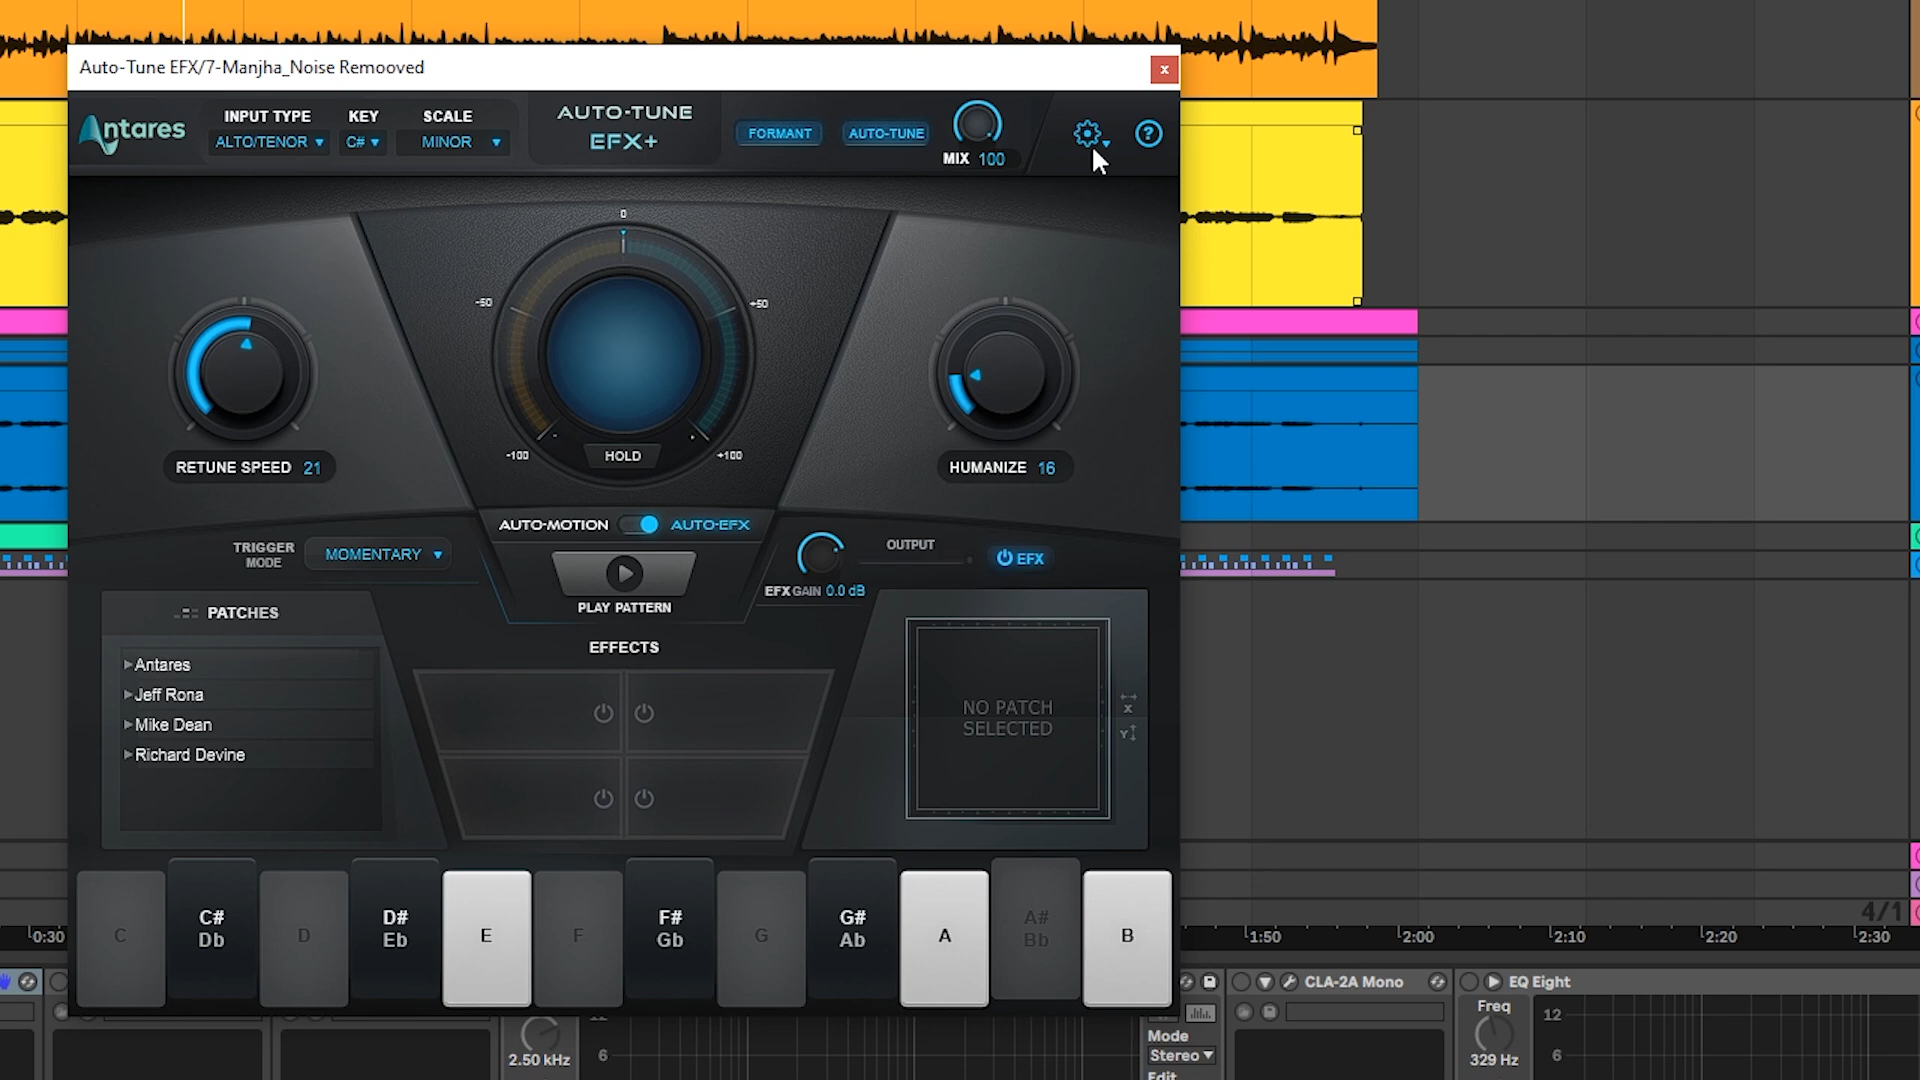 Auto-Tune EFX/7-Manjha_Noise Remooved
x
Antares
INPUT TYPE KEY SCALE
ALTO/TENOR C# MINOR
AUTO-TUNE
EFX+
FORMANT AUTO-TUNE
MIX 100
?
0
-50 +50
-100 +100
HOLD
RETUNE SPEED 21
HUMANIZE 16
AUTO-MOTION AUTO-EFX
TRIGGER
MODE
MOMENTARY
PLAY PATTERN
OUTPUT
EFX
EFX GAIN 0.0 dB
PATCHES
Antares
Jeff Rona
Mike Dean
Richard Devine
EFFECTS
NO PATCH
SELECTED
X
Y
C
C#
Db
D
D#
Eb
E
F
F#
Gb
G
G#
Ab
A
A#
Bb
B
4/1
0:30 1:50 2:00 2:10 2:20 2:30
CLA-2A Mono
EQ Eight
2.50 kHz
6
Mode
Stereo
Edit
Freq
329 Hz
12
6